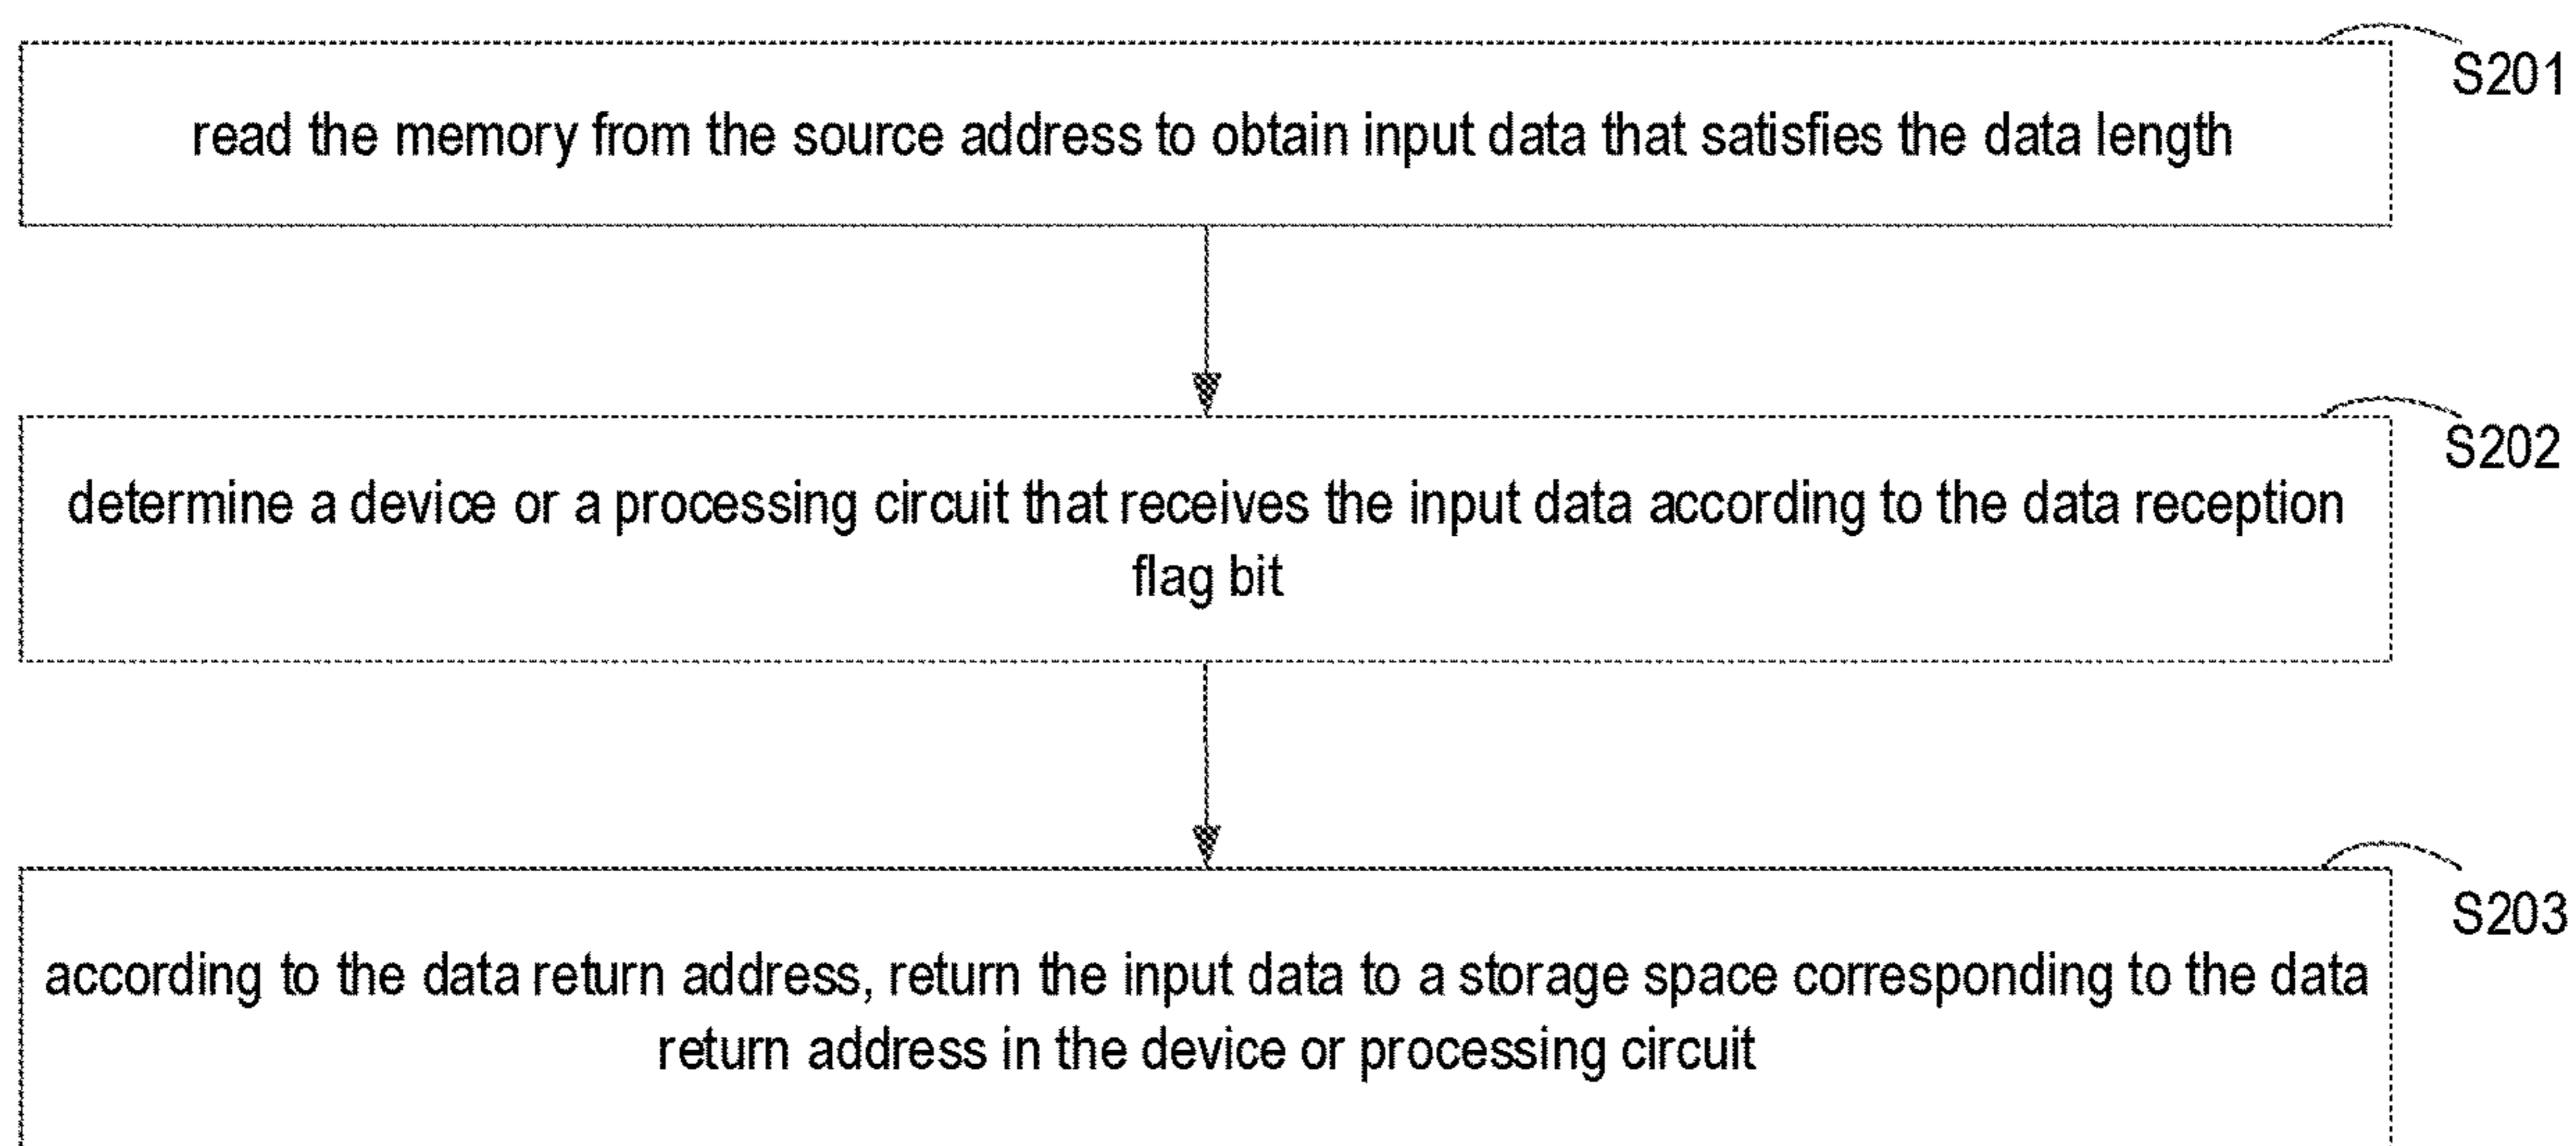 S201
read the memory from the source address to obtain input data that satisfies the data length
S202
determine a device or a processing circuit that receives the input data according to the data reception
flag bit
S203
according to the data return address, return the input data to a storage space corresponding to the data
return address in the device or processing circuit